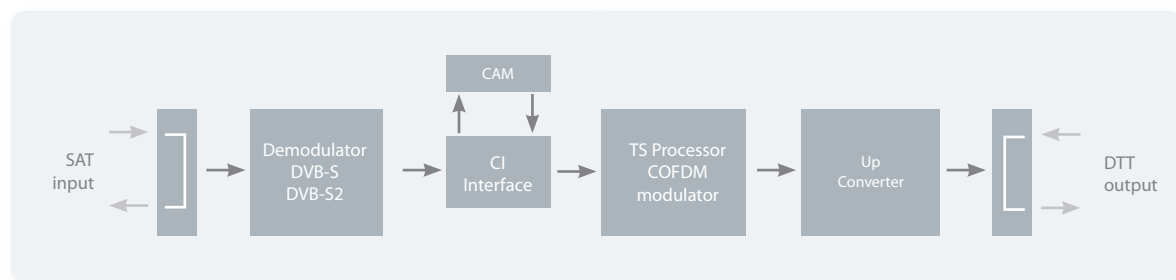 CAM
SAT
input
Demodulator
DVB-S
DVB-S2
CI
Interface
TS Processor
COFDM
modulator
Up
Converter
DTT
output